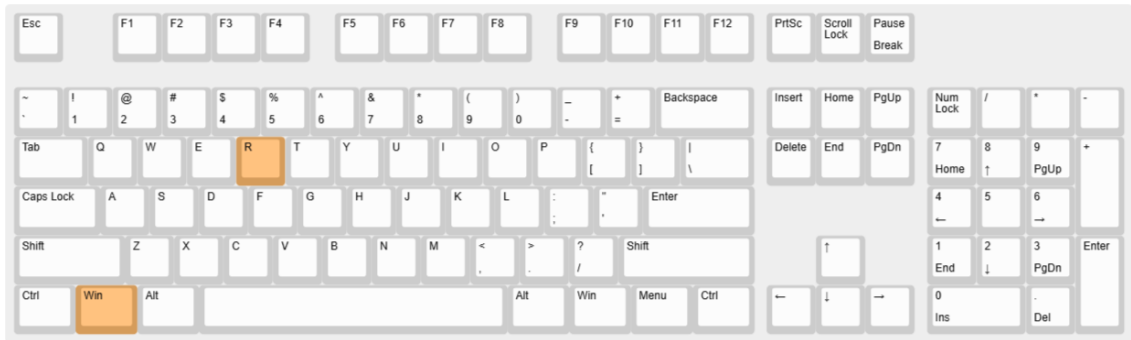 Esc F1 F2 F3 F4 F5 F6 F7 F8 F9 F10 F11 F12 PrtSc Scroll Lock Pause Break
~ ` ! 1 @ 2 # 3 $ 4 % 5 ^ 6 & 7 * 8 ( 9 ) 0 _ - + = Backspace Insert Home PgUp Num Lock / * -
Tab Q W E R T Y U I O P { [ } ] | \ Delete End PgDn 7 Home 8 ↑ 9 PgUp +
Caps Lock A S D F G H J K L : ; " ' Enter 4 ← 5 6 →
Shift Z X C V B N M < , > . ? / Shift ↑ 1 End 2 ↓ 3 PgDn Enter
Ctrl Win Alt Alt Win Menu Ctrl ← ↓ → 0 Ins . Del